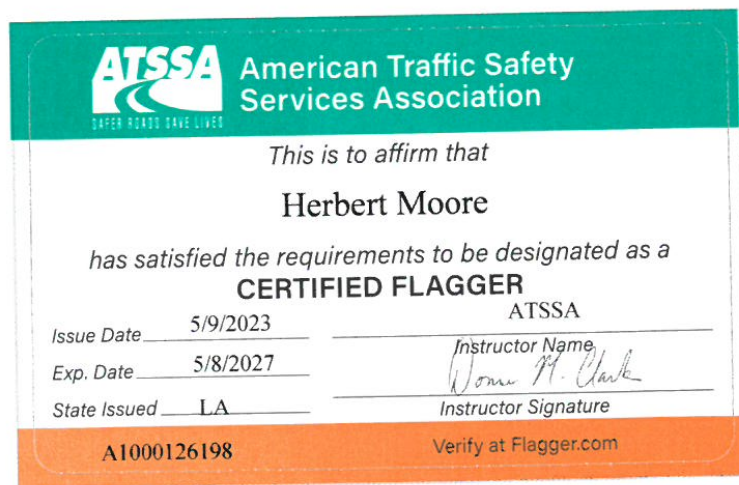 ATSSA
SAFER ROADS SAVE LIVES
American Traffic Safety
Services Association
This is to affirm that
Herbert Moore
has satisfied the requirements to be designated as a
CERTIFIED FLAGGER
Issue Date 5/9/2023
ATSSA
Instructor Name
Exp. Date 5/8/2027
Donna M. Clark
State Issued LA
Instructor Signature
A1000126198
Verify at Flagger.com